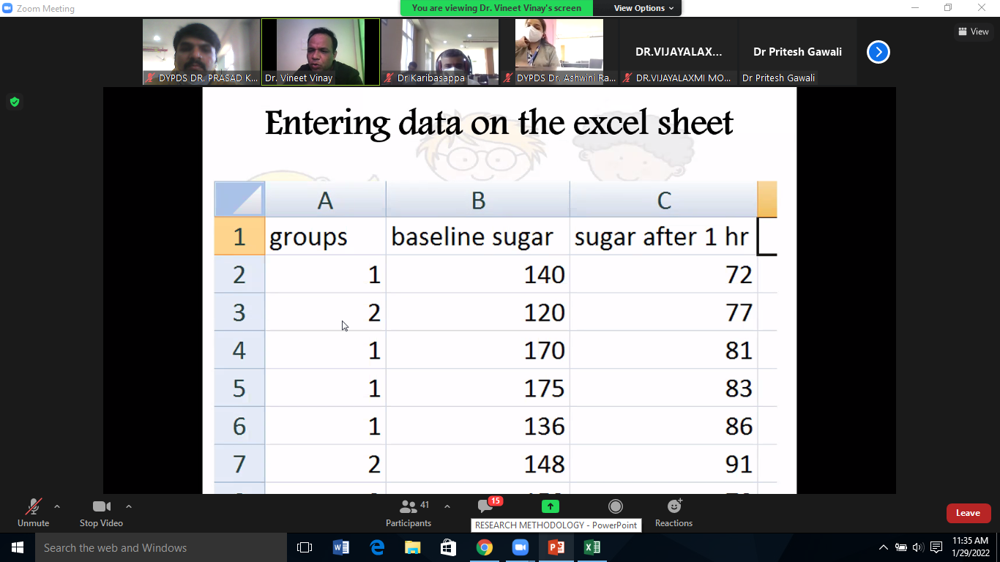 Zoom Meeting
You are viewing Dr. Vineet Vinay's screen
View Options
View
DYPDS DR. PRASAD K...
Dr. Vineet Vinay
Dr Karibasappa
DYPDS Dr. Ashwini Ra...
DR.VIJAYALAX...
DR.VIJAYALAXMI MO...
Dr Pritesh Gawali
Dr Pritesh Gawali
Entering data on the excel sheet
A B C
1 groups baseline sugar sugar after 1 hr
2 1 140 72
3 2 120 77
4 1 170 81
5 1 175 83
6 1 136 86
7 2 148 91
Unmute
Stop Video
Participants 41
15
RESEARCH METHODOLOGY - PowerPoint
Reactions
Leave
Search the web and Windows
11:35 AM
1/29/2022